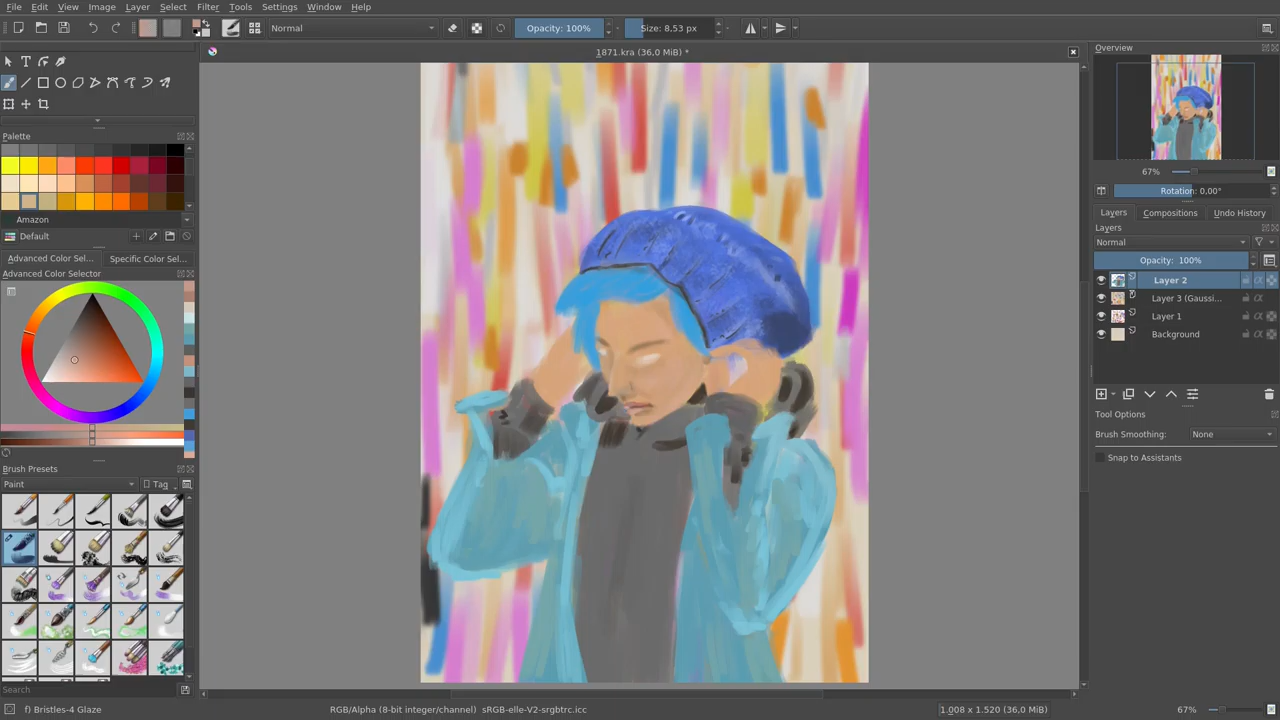 File Edit View Image Layer Select Filter Tools Settings Window Help
Normal Opacity: 100% Size: 8.53 px
1871.kra (36,0 MiB) *
Overview
67%
Rotation: 0,00°
Palette
Amazon
Default
Advanced Color Sel... Specific Color Sel...
Advanced Color Selector
Brush Presets
Paint Tag
Search
Layers Compositions Undo History
Layers
Normal
Opacity: 100%
Layer 2
Layer 3 (Gaussi...
Layer 1
Background
Tool Options
Brush Smoothing: None
Snap to Assistants
f) Bristles-4 Glaze RGB/Alpha (8-bit integer/channel) sRGB-elle-V2-srgbtrc.icc 1.008 x 1.520 (36,0 MiB) 67%